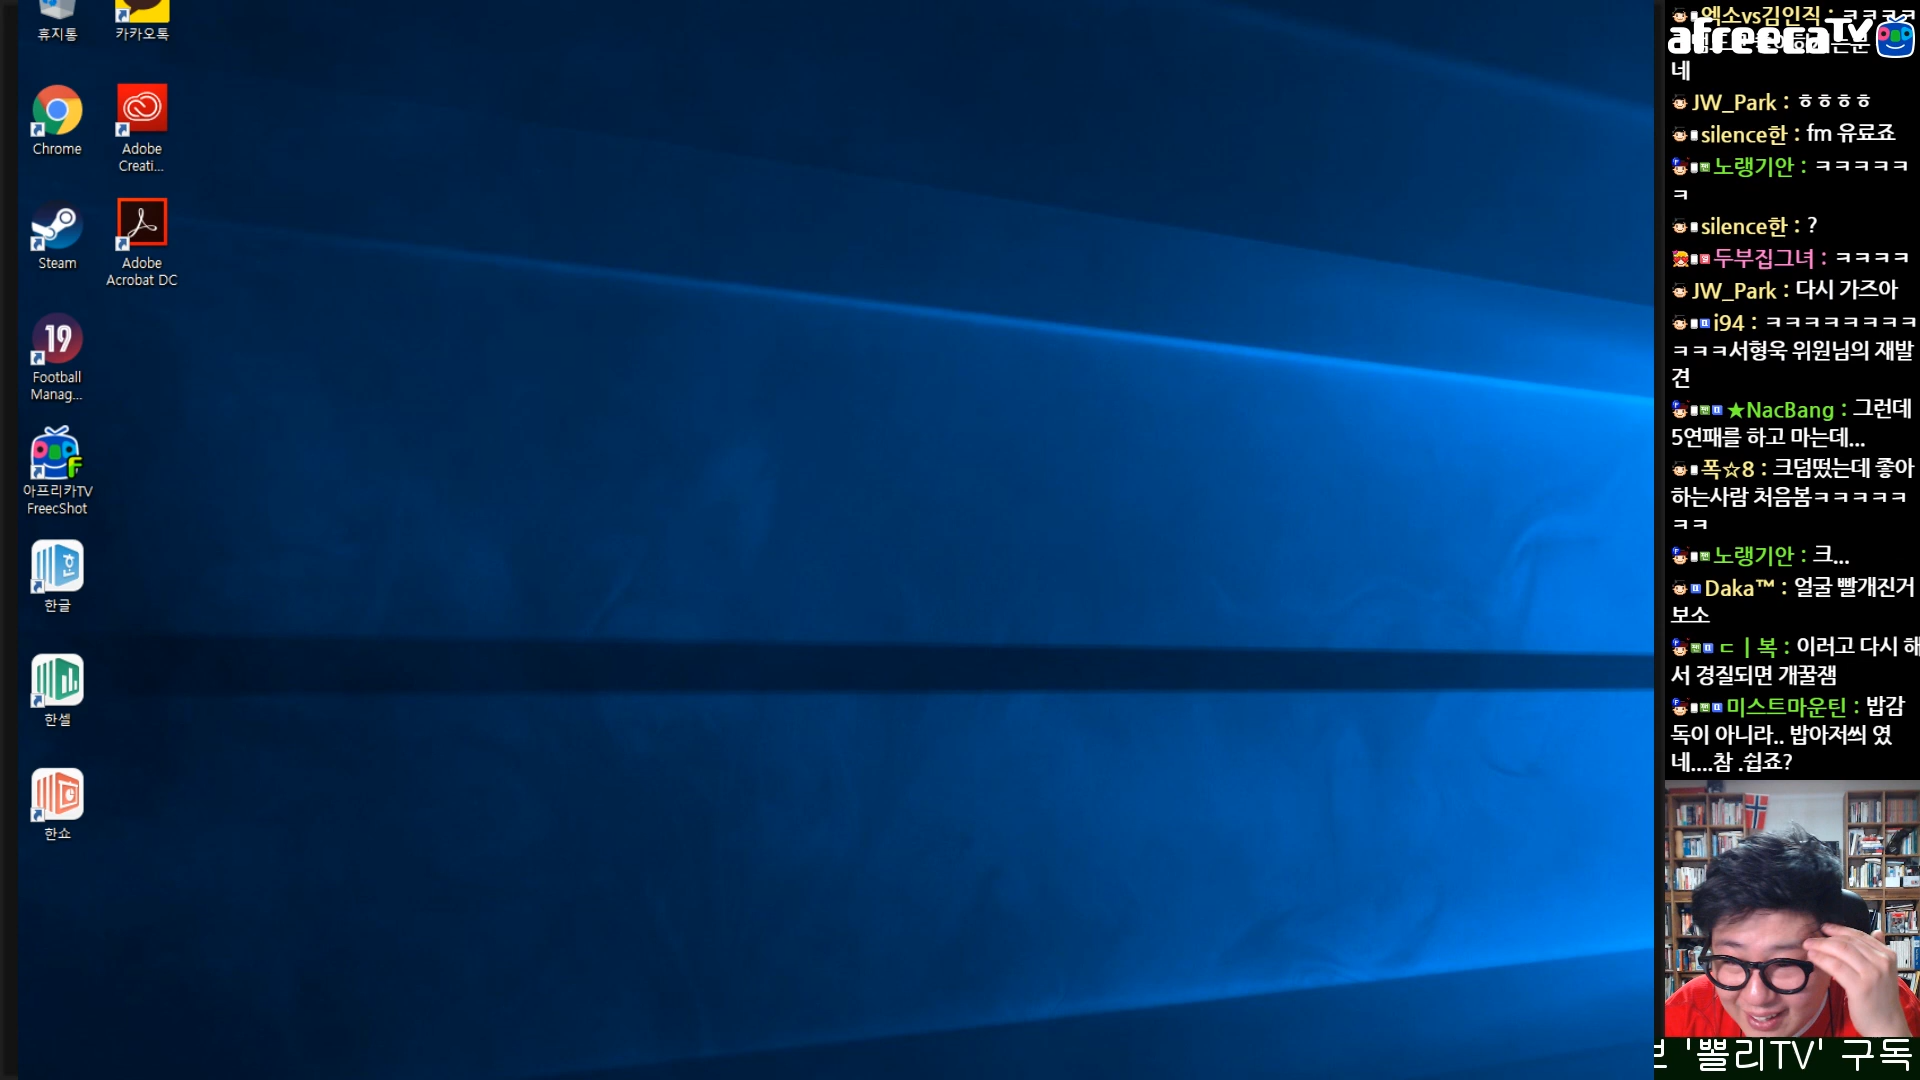 휴지통
카카오톡
Chrome
Adobe
Creati...
Steam
Adobe
Acrobat DC
19
Football
Manag...
아프리카TV
FreecShot
한글
한셀
한쇼
엑소vs김인직 : ㅋㅋㅋㅋ
afreecaTV
네
JW_Park : ㅎㅎㅎㅎ
silence한 : fm 유료죠
노랭기안 : ㅋㅋㅋㅋㅋ
ㅋ
silence한 : ?
두부집그녀 : ㅋㅋㅋㅋ
JW_Park : 다시 가즈아
i94 : ㅋㅋㅋㅋㅋㅋㅋㅋ
ㅋㅋㅋ서형욱 위원님의 재발
견
★NacBang : 그런데
5연패를 하고 마는데...
폭☆8 : 크덤떴는데 좋아
하는사람 처음봄ㅋㅋㅋㅋㅋ
ㅋㅋ
노랭기안 : 크...
Daka™ : 얼굴 빨개진거
보소
ㄷ┃복 : 이러고 다시 해
서 경질되면 개꿀잼
미스트마운틴 : 밥감
독이 아니라.. 밥아저씨 였
네....참 .쉽죠?
브 '뽈리TV' 구독